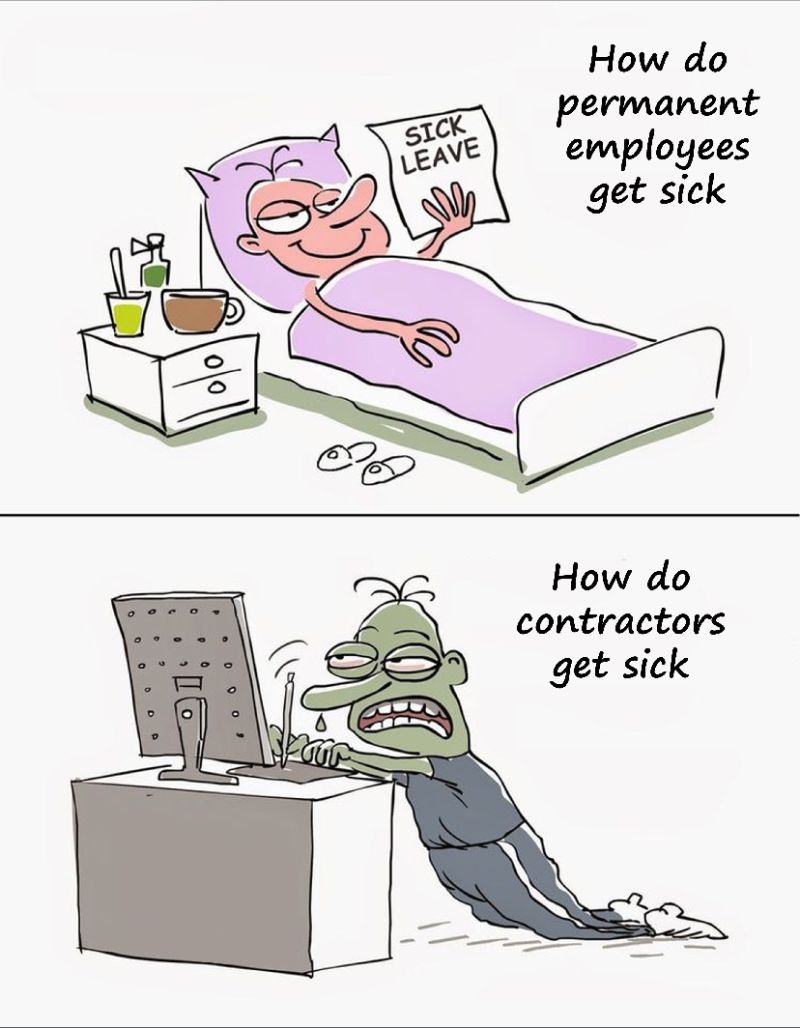 How do
permanent
employees
get sick
SICK
LEAVE
How do
contractors
get sick